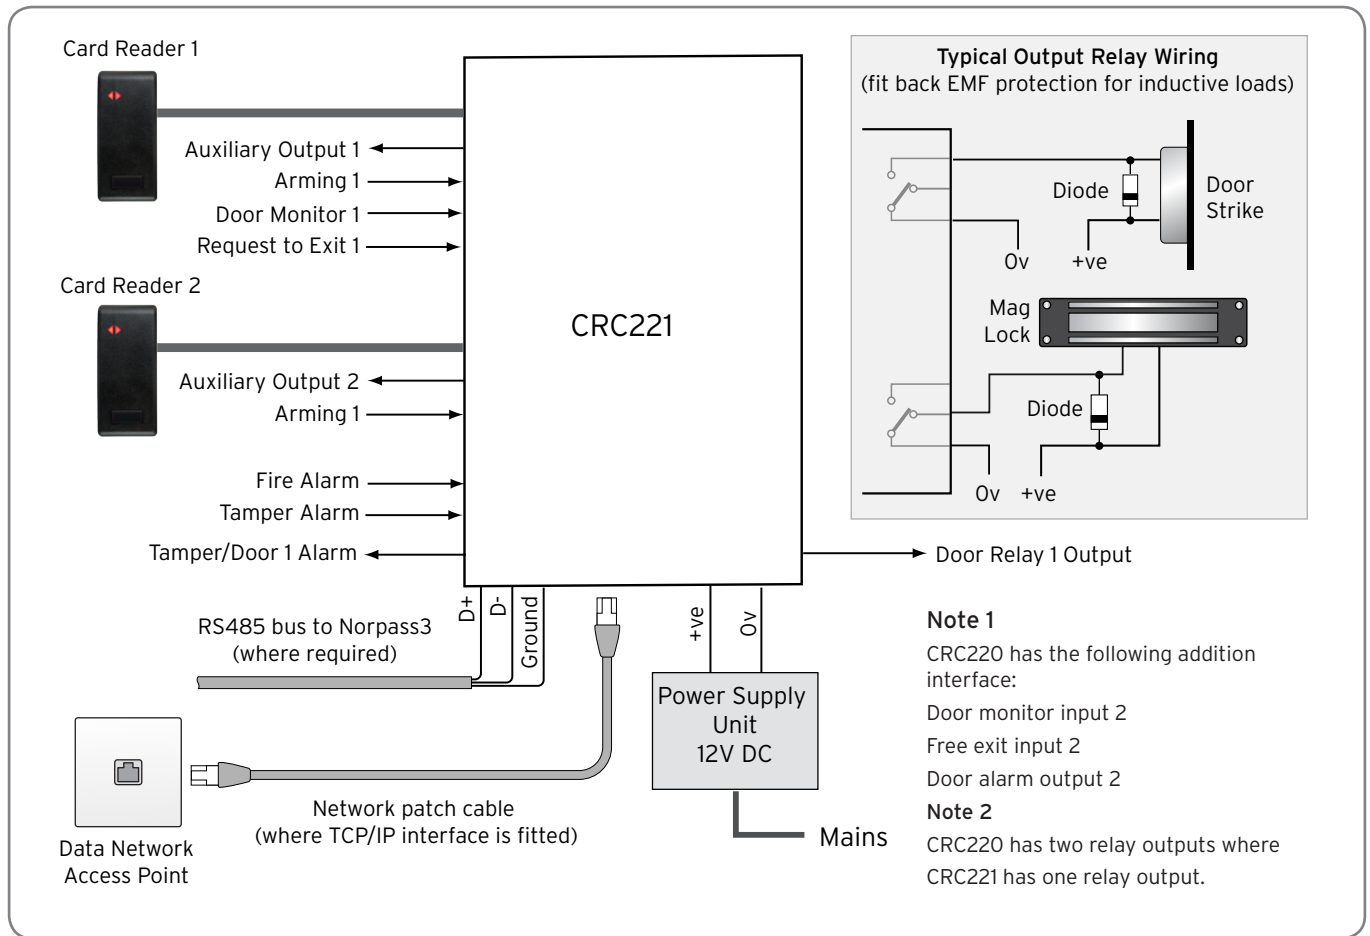 Card Reader 1
Auxiliary Output 1
Arming 1
Door Monitor 1
Request to Exit 1
Card Reader 2
Auxiliary Output 2
Arming 1
Fire Alarm
Tamper Alarm
Tamper/Door 1 Alarm
CRC221
Typical Output Relay Wiring
(fit back EMF protection for inductive loads)
Diode
Door
Strike
0v
+ve
Mag
Lock
Diode
0v
+ve
Door Relay 1 Output
D+
D-
Ground
+ve
0v
RS485 bus to Norpass3
(where required)
Power Supply
Unit
12V DC
Mains
Network patch cable
(where TCP/IP interface is fitted)
Data Network
Access Point
Note 1
CRC220 has the following addition
interface:
Door monitor input 2
Free exit input 2
Door alarm output 2
Note 2
CRC220 has two relay outputs where
CRC221 has one relay output.